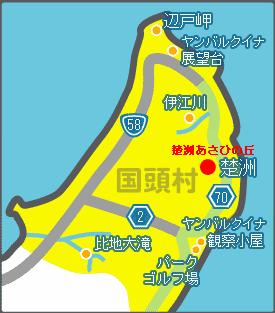 辺戸岬
ヤンバルクイナ
展望台
伊江川
58
楚洲あさひの丘
楚洲
国頭村
70
2
ヤンバルクイナ
観察小屋
比地大滝
パーク
ゴルフ場